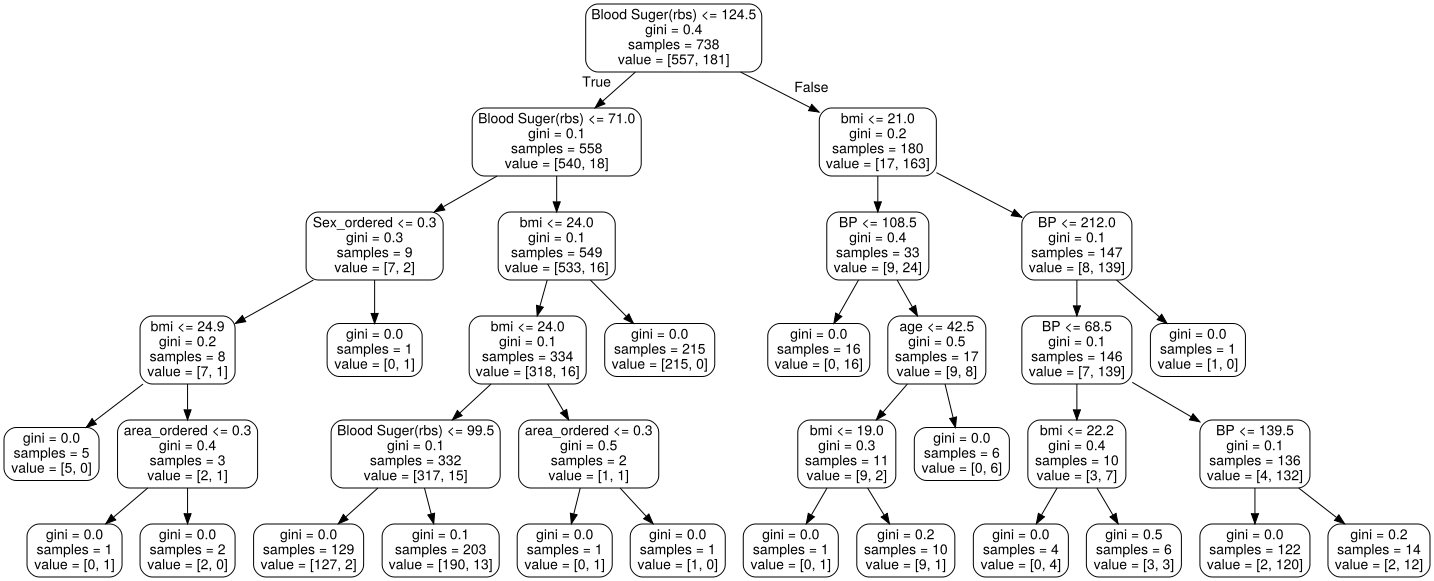 Blood Suger(rbs) <= 124.5
gini = 0.4
samples = 738
value = [557, 181]
True
False
Blood Suger(rbs) <= 71.0
gini = 0.1
samples = 558
value = [540, 18]
bmi <= 21.0
gini = 0.2
samples = 180
value = [17, 163]
Sex_ordered <= 0.3
gini = 0.3
samples = 9
value = [7, 2]
bmi <= 24.0
gini = 0.1
samples = 549
value = [533, 16]
BP <= 108.5
gini = 0.4
samples = 33
value = [9, 24]
BP <= 212.0
gini = 0.1
samples = 147
value = [8, 139]
bmi <= 24.9
gini = 0.2
samples = 8
value = [7, 1]
gini = 0.0
samples = 1
value = [0, 1]
bmi <= 24.0
gini = 0.1
samples = 334
value = [318, 16]
gini = 0.0
samples = 215
value = [215, 0]
gini = 0.0
samples = 16
value = [0, 16]
age <= 42.5
gini = 0.5
samples = 17
value = [9, 8]
BP <= 68.5
gini = 0.1
samples = 146
value = [7, 139]
gini = 0.0
samples = 1
value = [1, 0]
gini = 0.0
samples = 5
value = [5, 0]
area_ordered <= 0.3
gini = 0.4
samples = 3
value = [2, 1]
Blood Suger(rbs) <= 99.5
gini = 0.1
samples = 332
value = [317, 15]
area_ordered <= 0.3
gini = 0.5
samples = 2
value = [1, 1]
bmi <= 19.0
gini = 0.3
samples = 11
value = [9, 2]
gini = 0.0
samples = 6
value = [0, 6]
bmi <= 22.2
gini = 0.4
samples = 10
value = [3, 7]
BP <= 139.5
gini = 0.1
samples = 136
value = [4, 132]
gini = 0.0
samples = 1
value = [0, 1]
gini = 0.0
samples = 2
value = [2, 0]
gini = 0.0
samples = 129
value = [127, 2]
gini = 0.1
samples = 203
value = [190, 13]
gini = 0.0
samples = 1
value = [0, 1]
gini = 0.0
samples = 1
value = [1, 0]
gini = 0.0
samples = 1
value = [0, 1]
gini = 0.2
samples = 10
value = [9, 1]
gini = 0.0
samples = 4
value = [0, 4]
gini = 0.5
samples = 6
value = [3, 3]
gini = 0.0
samples = 122
value = [2, 120]
gini = 0.2
samples = 14
value = [2, 12]